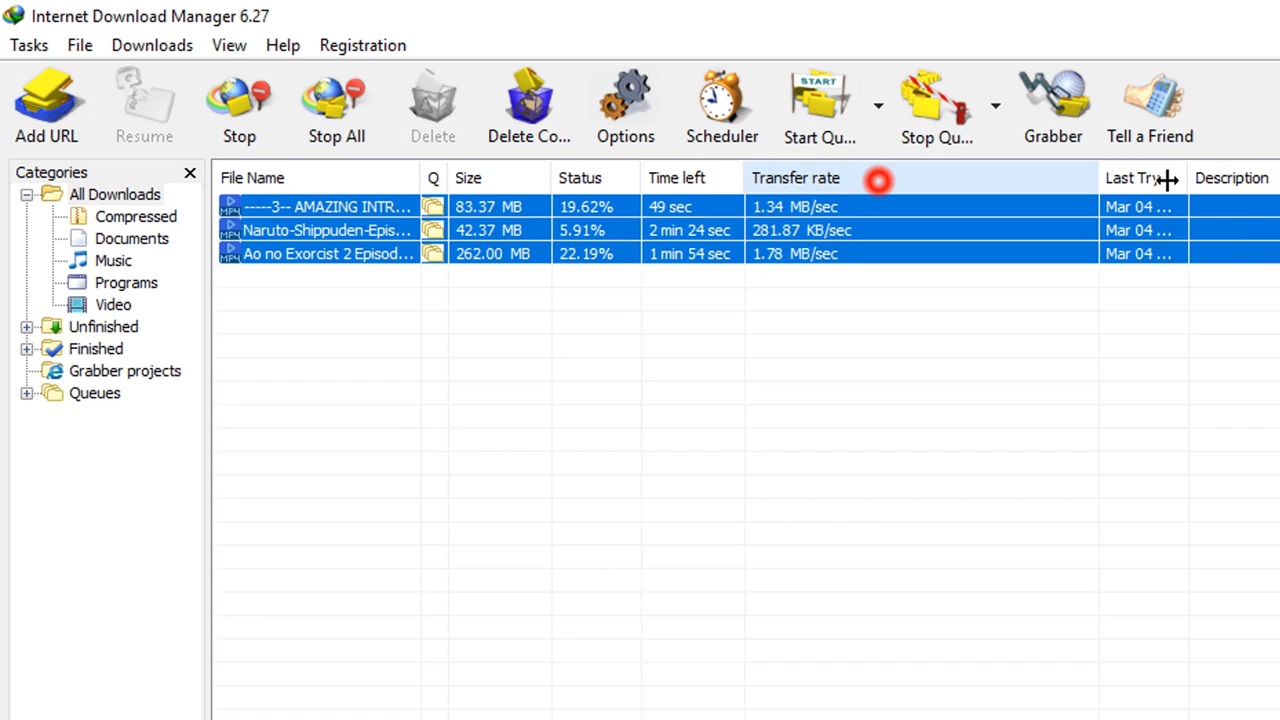 Internet Download Manager 6.27
Tasks File Downloads View Help Registration
START
Add URL Resume Stop Stop All Delete Delete Co... Options Scheduler Start Qu... Stop Qu... Grabber Tell a Friend
Categories
All Downloads
Compressed
Documents
Music
Programs
Video
Unfinished
Finished
Grabber projects
Queues
File Name Q Size Status Time left Transfer rate Last Try Description
MP4 -----3-- AMAZING INTR... 83.37 MB 19.62% 49 sec 1.34 MB/sec Mar 04 ...
MP4 Naruto-Shippuden-Epis... 42.37 MB 5.91% 2 min 24 sec 281.87 KB/sec Mar 04 ...
MP4 Ao no Exorcist 2 Episod... 262.00 MB 22.19% 1 min 54 sec 1.78 MB/sec Mar 04 ...